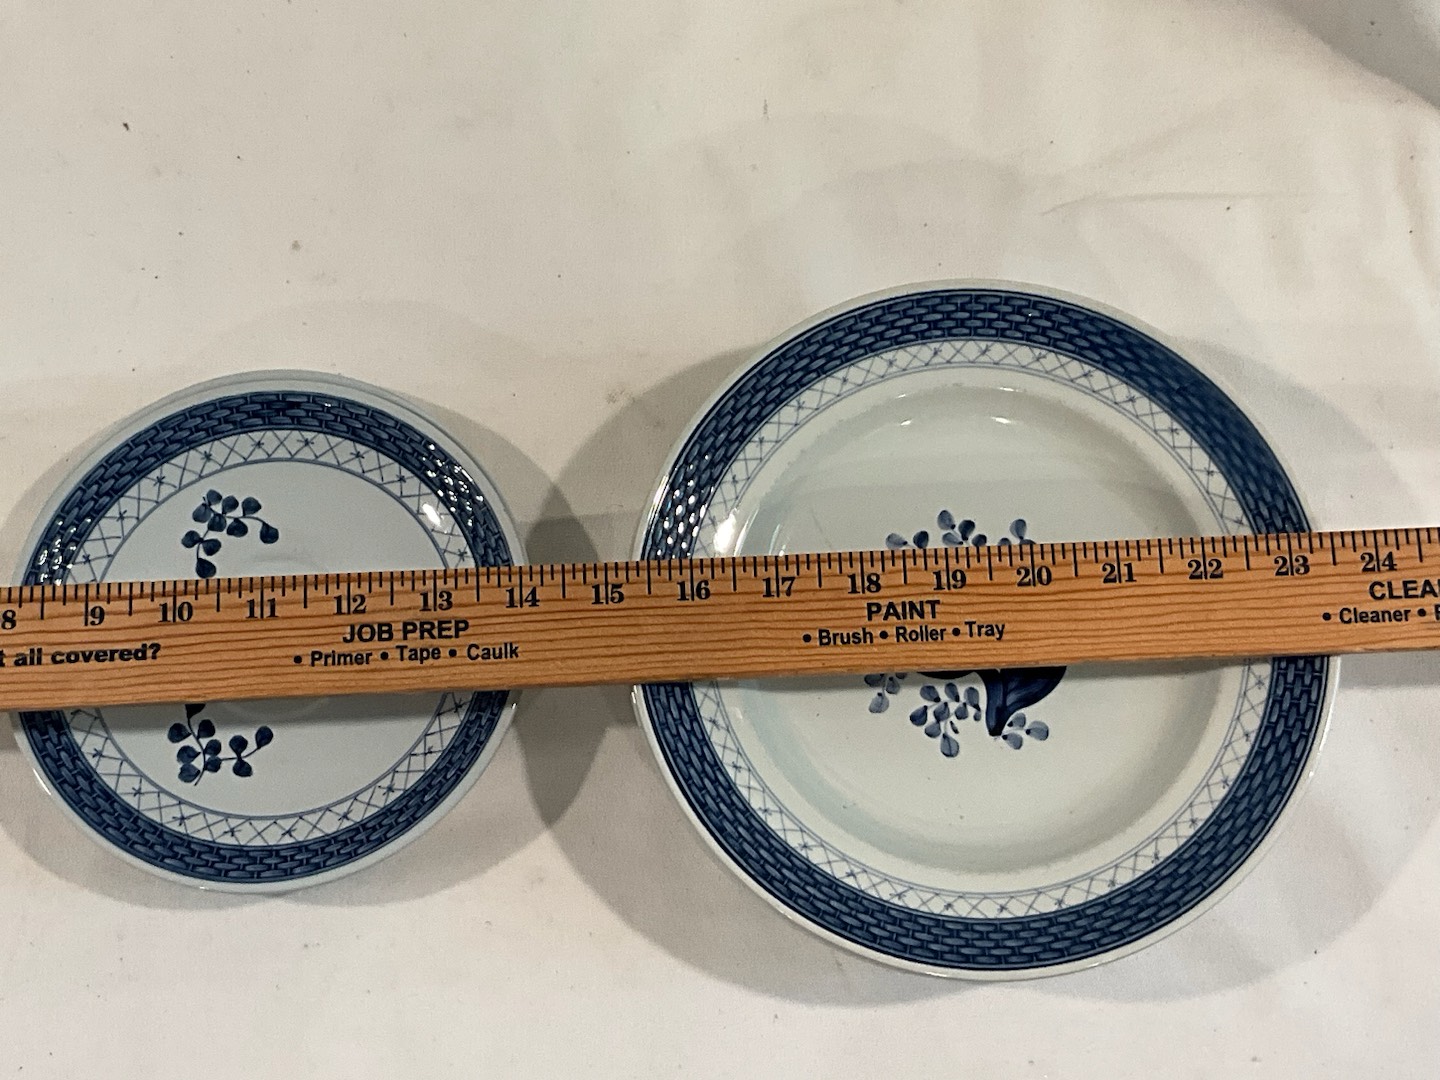 8 9 10 11 12 13 14 15 16 17 18 19 20 21 22 23 24
t all covered?
JOB PREP
• Primer • Tape • Caulk
PAINT
• Brush • Roller • Tray
CLEA
• Cleaner •